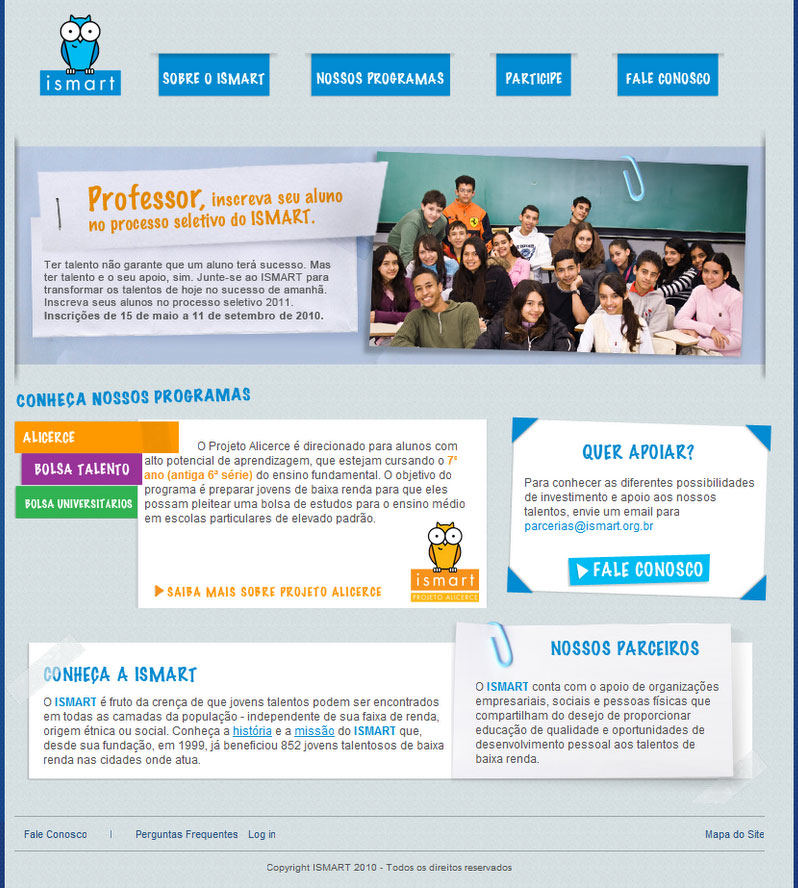 ismart
SOBRE O ISMART
NOSSOS PROGRAMAS
PARTICIPE
FALE CONOSCO
Professor, inscreva seu aluno
no processo seletivo do ISMART.
Ter talento não garante que um aluno terá sucesso. Mas
ter talento e o seu apoio, sim. Junte-se ao ISMART para
transformar os talentos de hoje no sucesso de amanhã.
Inscreva seus alunos no processo seletivo 2011.
Inscrições de 15 de maio a 11 de setembro de 2010.
CONHEÇA NOSSOS PROGRAMAS
ALICERCE
BOLSA TALENTO
BOLSA UNIVERSITÁRIOS
O Projeto Alicerce é direcionado para alunos com
alto potencial de aprendizagem, que estejam cursando o 7º
ano (antiga 6ª série) do ensino fundamental. O objetivo do
programa é preparar jovens de baixa renda para que eles
possam pleitear uma bolsa de estudos para o ensino médio
em escolas particulares de elevado padrão.
SAIBA MAIS SOBRE PROJETO ALICERCE
ismart
PROJETO ALICERCE
QUER APOIAR?
Para conhecer as diferentes possibilidades
de investimento e apoio aos nossos
talentos, envie um email para
parcerias@ismart.org.br
FALE CONOSCO
CONHEÇA A ISMART
O ISMART é fruto da crença de que jovens talentos podem ser encontrados
em todas as camadas da população - independente de sua faixa de renda,
origem étnica ou social. Conheça a história e a missão do ISMART que,
desde sua fundação, em 1999, já beneficiou 852 jovens talentosos de baixa
renda nas cidades onde atua.
NOSSOS PARCEIROS
O ISMART conta com o apoio de organizações
empresariais, sociais e pessoas físicas que
compartilham do desejo de proporcionar
educação de qualidade e oportunidades de
desenvolvimento pessoal aos talentos de
baixa renda.
Fale Conosco | Perguntas Frequentes Log in Mapa do Site
Copyright ISMART 2010 - Todos os direitos reservados